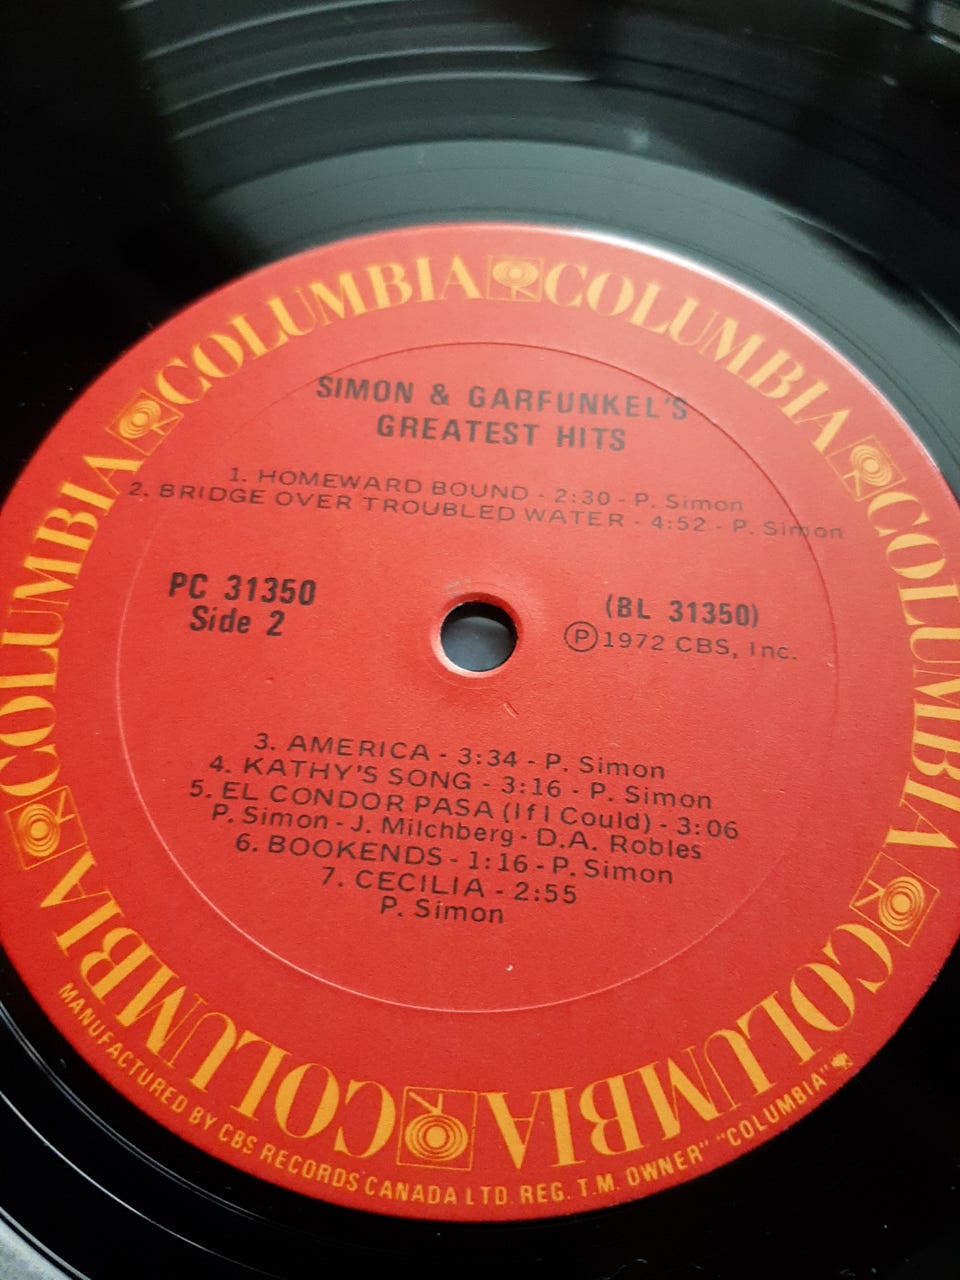 COLUMBIA COLUMBIA COLUMBIA COLUMBIA COLUMBIA COLUMBIA
SIMON & GARFUNKEL'S
GREATEST HITS
1. HOMEWARD BOUND - 2:30 - P. Simon
2. BRIDGE OVER TROUBLED WATER - 4:52 - P. Simon
PC 31350
Side 2
(BL 31350)
Ⓟ1972 CBS, Inc.
3. AMERICA - 3:34 - P. Simon
4. KATHY'S SONG - 3:16 - P. Simon
5. EL CONDOR PASA (If I Could) - 3:06
P. Simon - J. Milchberg - D.A. Robles
6. BOOKENDS - 1:16 - P. Simon
7. CECILIA - 2:55
P. Simon
MANUFACTURED BY CBS RECORDS CANADA LTD. REG. T.M. OWNER" "COLUMBIA"